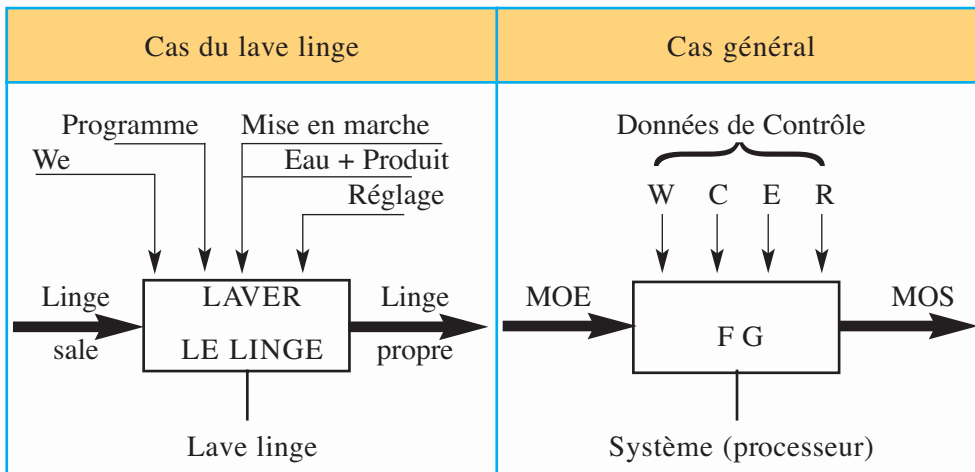 Cas du lave linge
Cas général
Programme
Mise en marche
We
Eau + Produit
Réglage
Linge
sale
LAVER
LE LINGE
Linge
propre
Lave linge
Données de Contrôle
W C E R
MOE
F G
MOS
Système (processeur)